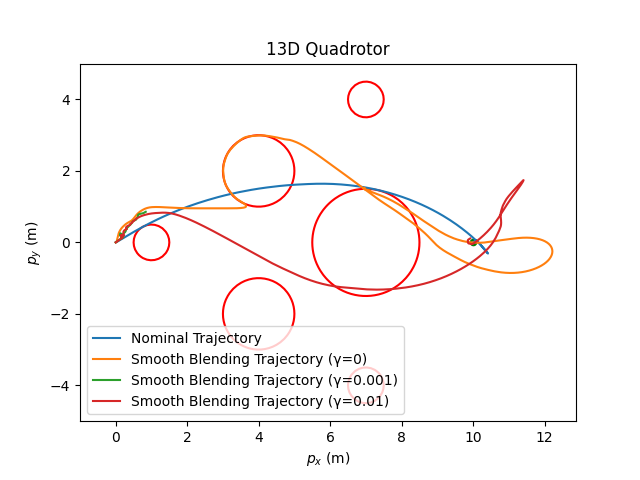 13D Quadrotor
4
2
0
−2
−4
p_y (m)
0
2
4
6
8
10
12
p_x (m)
Nominal Trajectory
Smooth Blending Trajectory (γ=0)
Smooth Blending Trajectory (γ=0.001)
Smooth Blending Trajectory (γ=0.01)